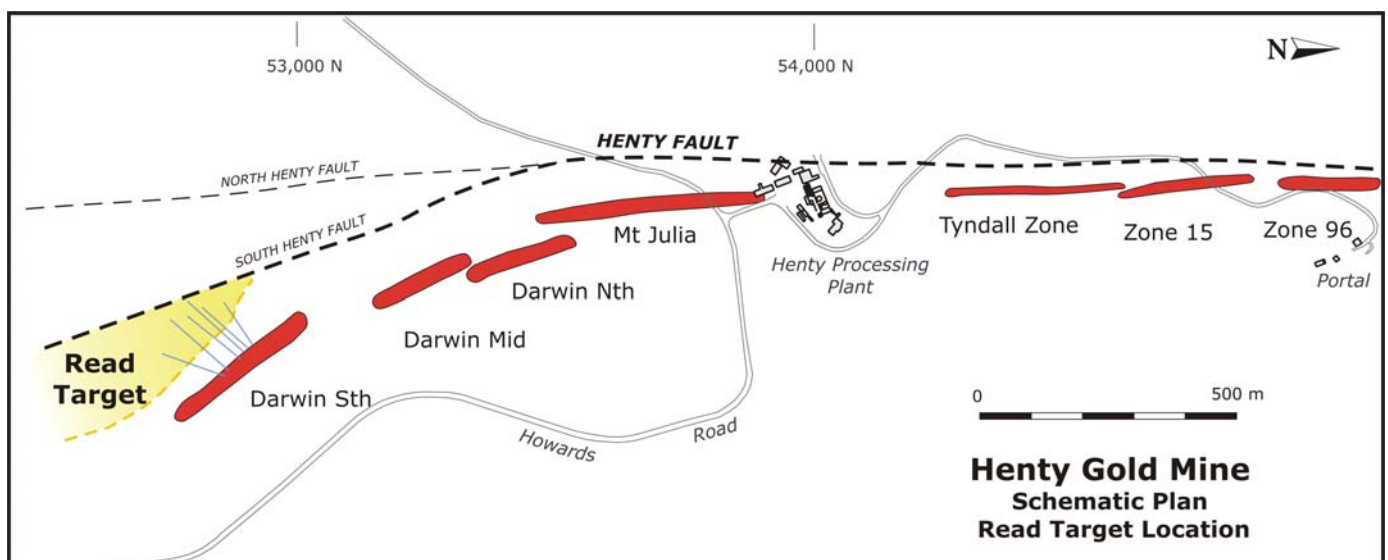 53,000 N
54,000 N
N
HENTY FAULT
NORTH HENTY FAULT
SOUTH HENTY FAULT
Mt Julia
Tyndall Zone
Zone 15
Zone 96
Henty Processing
Plant
Portal
Darwin Nth
Darwin Mid
Read
Target
Darwin Sth
Howards
Road
0
500 m
Henty Gold Mine
Schematic Plan
Read Target Location